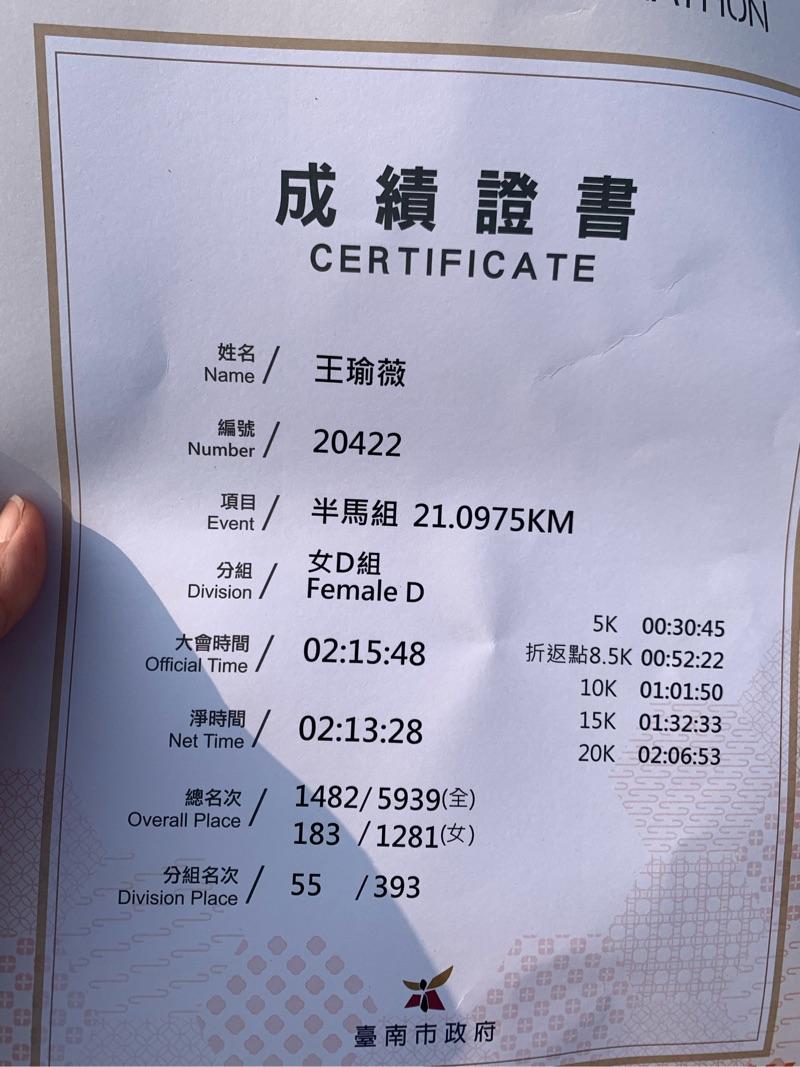 成績證書
CERTIFICATE
姓名
Name / 王瑜薇
編號
Number / 20422
項目
Event / 半馬組 21.0975KM
分組
Division / 女D組
Female D
大會時間
Official Time / 02:15:48
5K 00:30:45
折返點8.5K 00:52:22
10K 01:01:50
15K 01:32:33
20K 02:06:53
淨時間
Net Time / 02:13:28
總名次
Overall Place / 1482/5939(全)
183 /1281(女)
分組名次
Division Place / 55 /393
臺南市政府